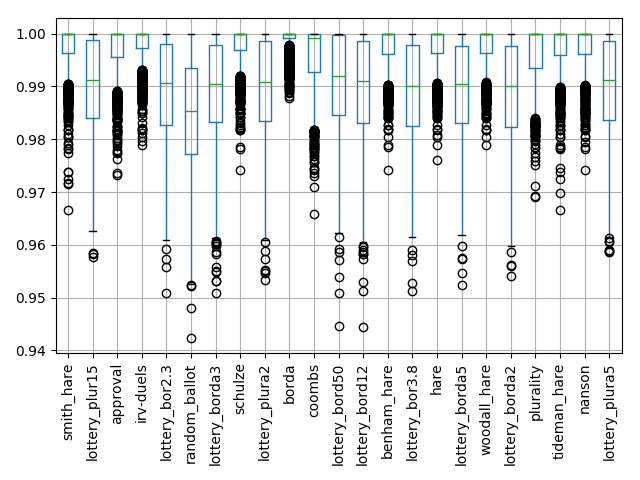 1.00
0.99
0.98
0.97
0.96
0.95
0.94
smith_hare
lottery_plur15
approval
irv-duels
lottery_bor2.3
random_ballot
lottery_borda3
schulze
lottery_plura2
borda
coombs
lottery_bord50
lottery_bord12
benham_hare
lottery_bor3.8
hare
lottery_borda5
woodall_hare
lottery_borda2
plurality
tideman_hare
nanson
lottery_plura5